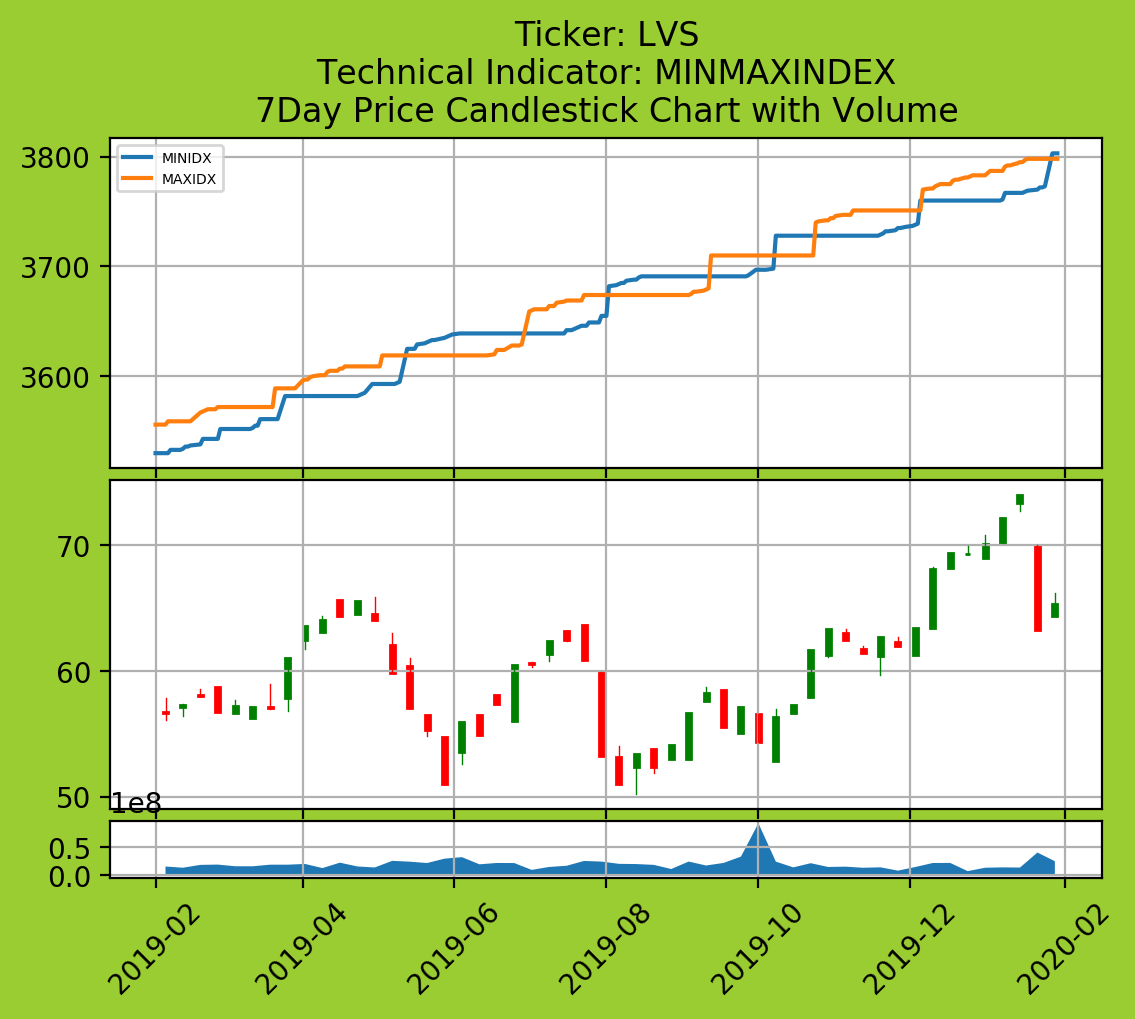 Ticker: LVS
Technical Indicator: MINMAXINDEX
7Day Price Candlestick Chart with Volume
3800
3700
3600
MINIDX
MAXIDX
70
60
50
1e8
0.5
0.0
2019-02
2019-04
2019-06
2019-08
2019-10
2019-12
2020-02